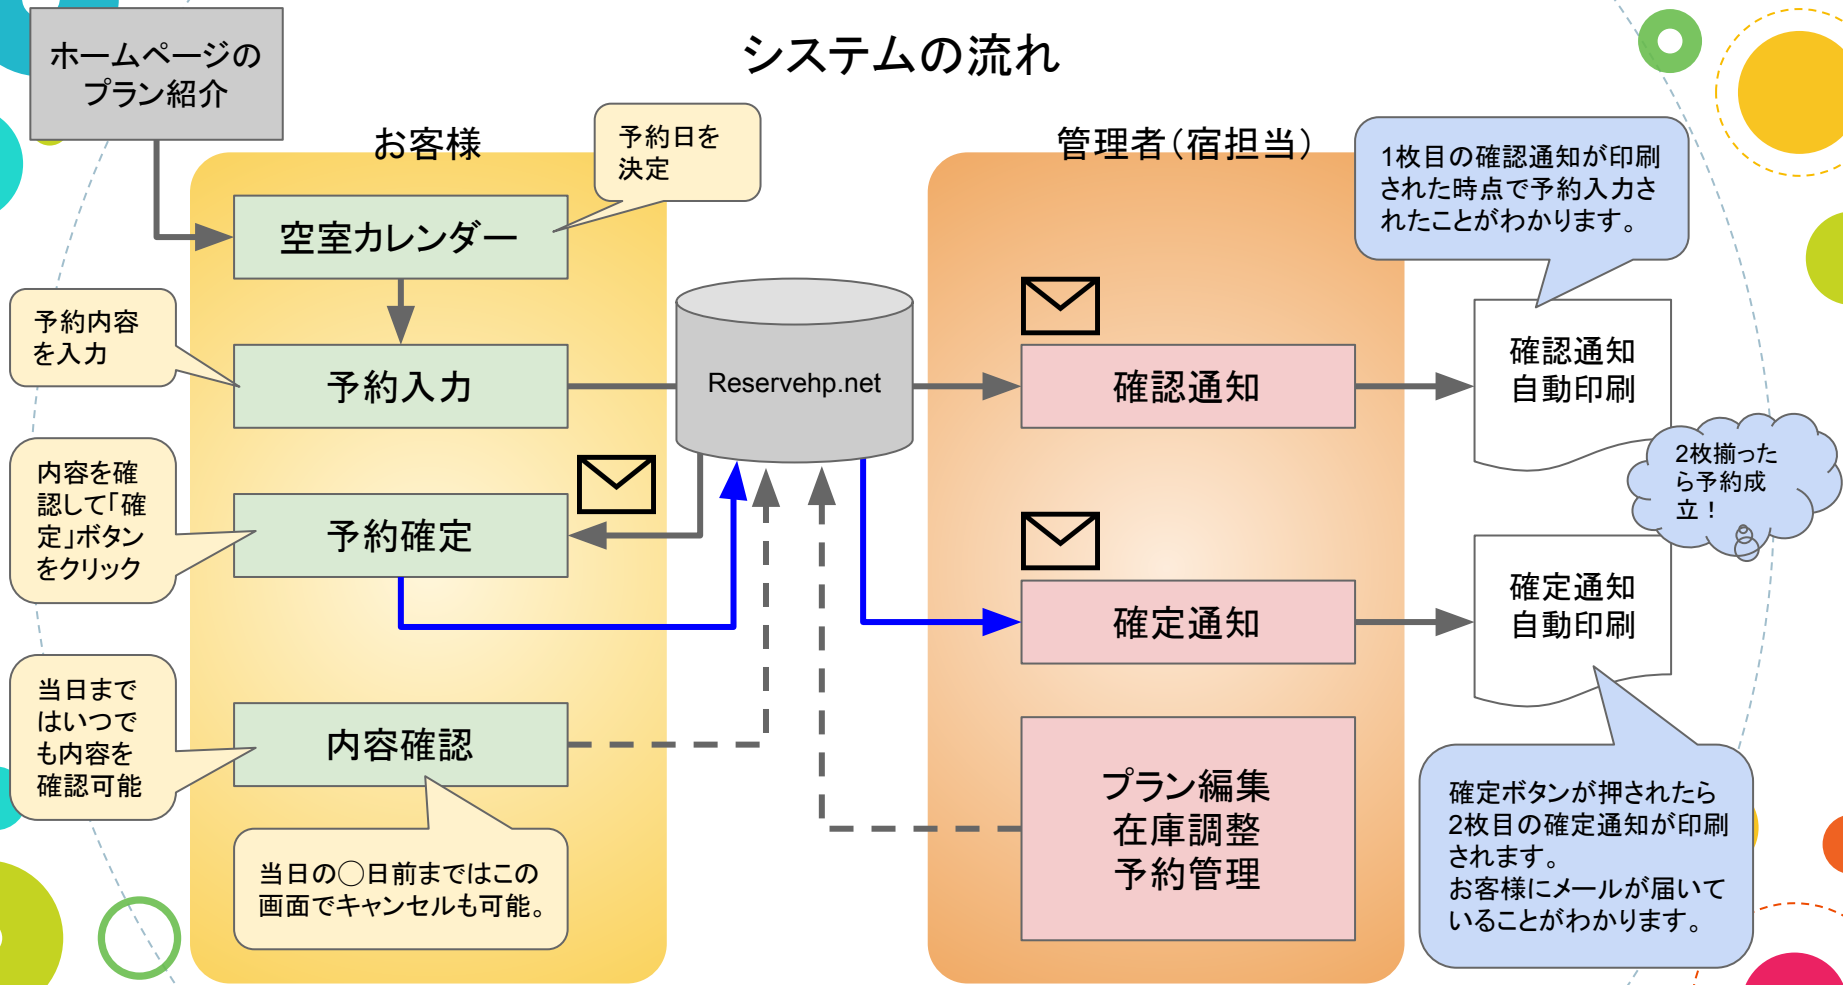 システムの流れ
ホームページの
プラン紹介
お客様
予約日を
決定
空室カレンダー
予約内容
を入力
予約入力
内容を確
認して「確
定」ボタン
をクリック
予約確定
当日まで
はいつで
も内容を
確認可能
内容確認
当日の〇日前まではこの
画面でキャンセルも可能。
Reservehp.net
管理者（宿担当）
確認通知
確定通知
プラン編集
在庫調整
予約管理
1枚目の確認通知が印刷
された時点で予約入力さ
れたことがわかります。
確認通知
自動印刷
2枚揃った
ら予約成
立！
確定通知
自動印刷
確定ボタンが押されたら
2枚目の確定通知が印刷
されます。
お客様にメールが届いて
いることがわかります。